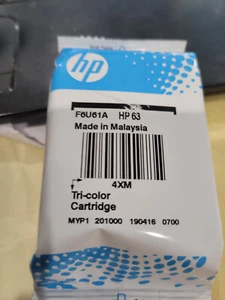 hp
F6U61A HP 63
Made in Malaysia
4XM
Tri-color
Cartridge
MYP1 201000 190416 0700